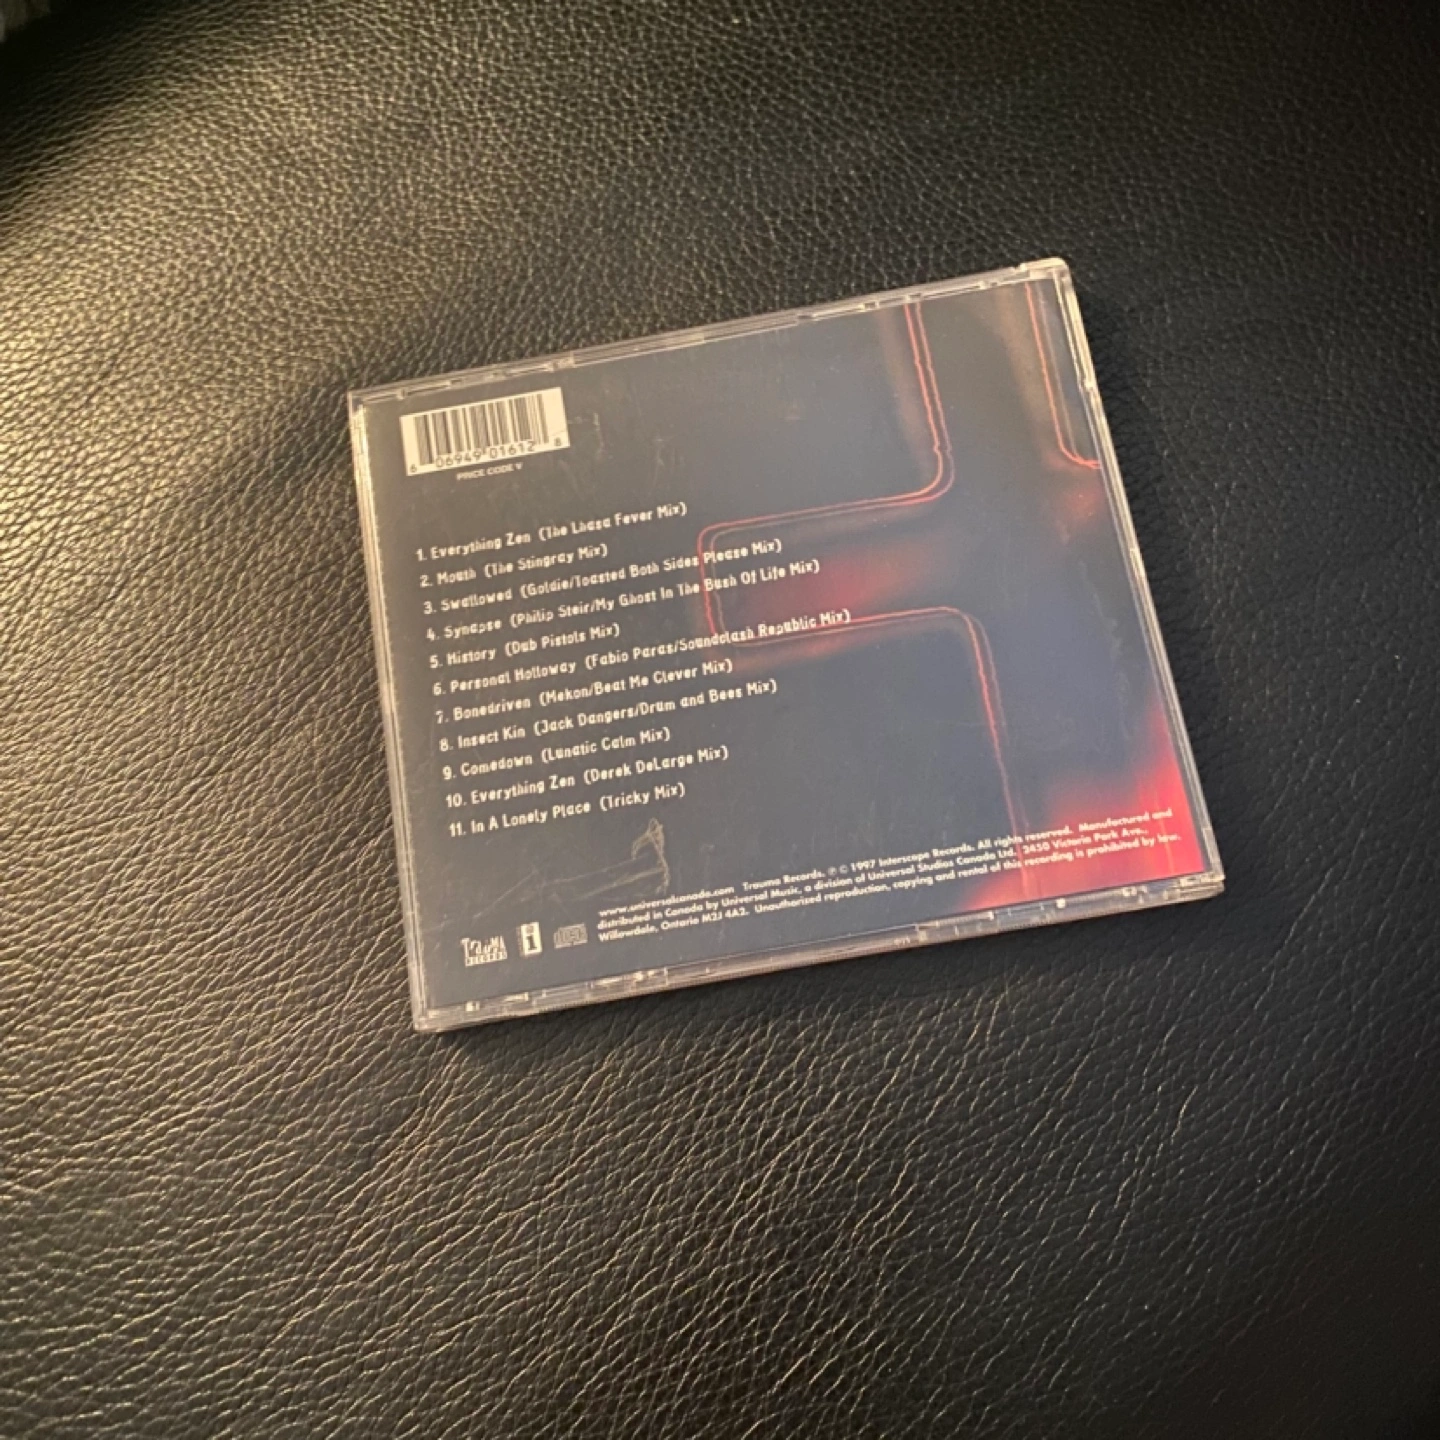 6 06949 01612 8
PRICE CODE V
1. Everything Zen (The Lhasa Fever Mix)
2. Mouth (The Stingray Mix)
3. Swallowed (Goldie/Toasted Both Sides Please Mix)
4. Synapse (Philip Steir/My Ghost In The Bush Of Life Mix)
5. History (Dub Pistols Mix)
6. Personal Holloway (Fabio Paras/Soundclash Republic Mix)
7. Bonedriven (Mekon/Beat Me Clever Mix)
8. Insect Kin (Jack Dangers/Drum and Bees Mix)
9. Comedown (Lunatic Calm Mix)
10. Everything Zen (Derek DeLarge Mix)
11. In A Lonely Place (Tricky Mix)
TRAUMA
RECORDS
i
www.universalcanada.com Trauma Records. ℗ © 1997 Interscope Records. All rights reserved. Manufactured and
distributed in Canada by Universal Music, a division of Universal Studios Canada Ltd., 2450 Victoria Park Ave.,
Willowdale, Ontario M2J 4A2. Unauthorized reproduction, copying and rental of this recording is prohibited by law.